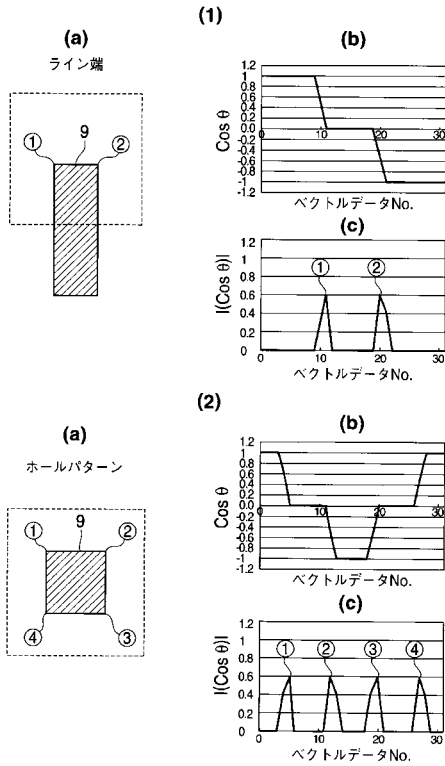 (1)
(a)
ライン端
① 9 ②
(b)
Cos θ
1.2
1
0.8
0.6
0.4
0.2
0.0
-0.2
-0.4
-0.6
-0.8
-1
-1.2
0 10 20 30
ベクトルデータNo.
(c)
|(Cos θ)|
1.2
1
0.8
0.6
0.4
0.2
0
① ②
0 10 20 30
ベクトルデータNo.
(2)
(a)
ホールパターン
① 9 ②
④ ③
(b)
Cos θ
1.2
1
0.8
0.6
0.4
0.2
0.0
-0.2
-0.4
-0.6
-0.8
-1
-1.2
0 10 20 30
ベクトルデータNo.
(c)
|(Cos θ)|
1.2
1
0.8
0.6
0.4
0.2
0
① ② ③ ④
0 10 20 30
ベクトルデータNo.